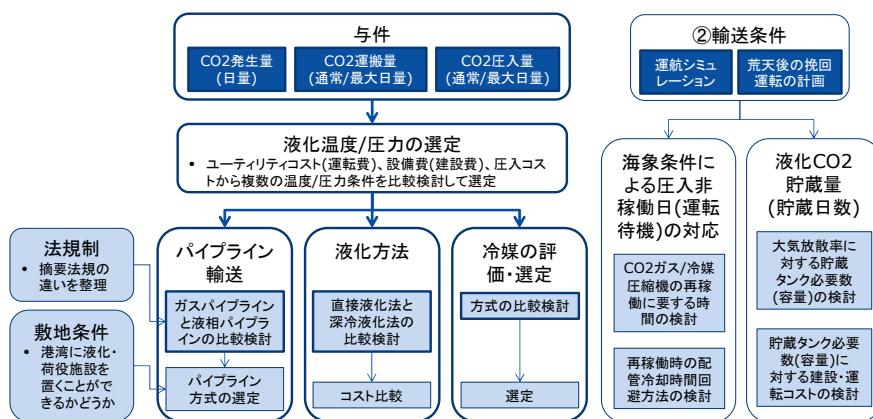 与件
CO2発生量
(日量)
CO2運搬量
(通常/最大日量)
CO2圧入量
(通常/最大日量)
液化温度/圧力の選定
• ユーティリティコスト(運転費)、設備費(建設費)、圧入コス
トから複数の温度/圧力条件を比較検討して選定
法規制
• 摘要法規の
違いを整理
敷地条件
• 港湾に液化・
荷役施設を
置くことがで
きるかどうか
パイプライン
輸送
ガスパイプライン
と液相パイプラ
インの比較検討
パイプライン
方式の選定
液化方法
直接液化法と
深冷液化法の
比較検討
コスト比較
冷媒の評
価・選定
方式の比較検討
選定
②輸送条件
運航シミュ
レーション
荒天後の挽回
運転の計画
海象条件に
よる圧入非
稼働日(運転
待機)の対応
CO2ガス/冷媒
圧縮機の再稼
働に要する時
間の検討
再稼働時の配
管冷却時間回
避方法の検討
液化CO2
貯蔵量
(貯蔵日数)
大気放散率に
対する貯蔵
タンク必要数
(容量)の検討
貯蔵タンク必要
数(容量)に
対する建設・運
転コストの検討